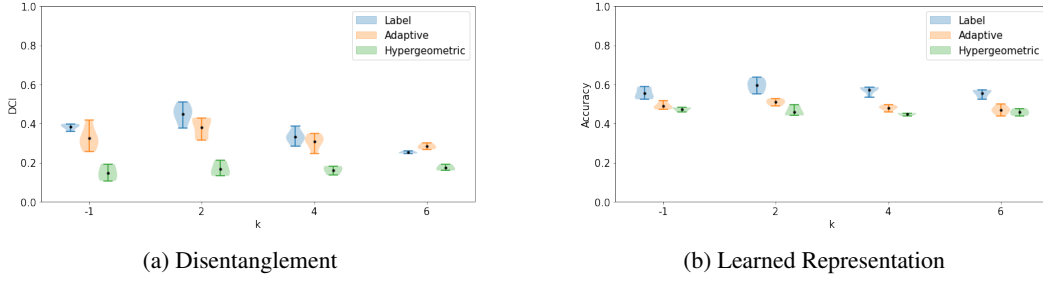 1.0
0.8
0.6
0.4
0.2
0.0
DCI
-1
2
4
6
k
Label
Adaptive
Hypergeometric
(a) Disentanglement
1.0
0.8
0.6
0.4
0.2
0.0
Accuracy
-1
2
4
6
k
Label
Adaptive
Hypergeometric
(b) Learned Representation